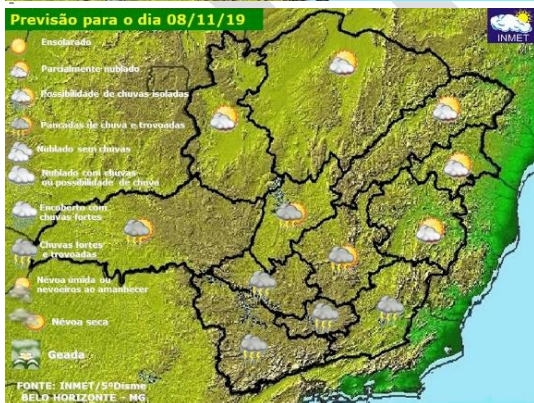 Previsão para o dia 08/11/19
INMET
Ensolarado
Parcialmente nublado
Possibilidade de chuvas isoladas
Pancadas de chuva e trovoadas
Nublado sem chuvas
Nublado com chuvas
ou possibilidade de chuva
Encoberto com
chuvas fortes
Chuvas fortes
e trovoadas
Névoa úmida ou
nevoeiros ao amanhecer
Névoa seca
Geada
FONTE: INMET/5ºDisme
BELO HORIZONTE - MG